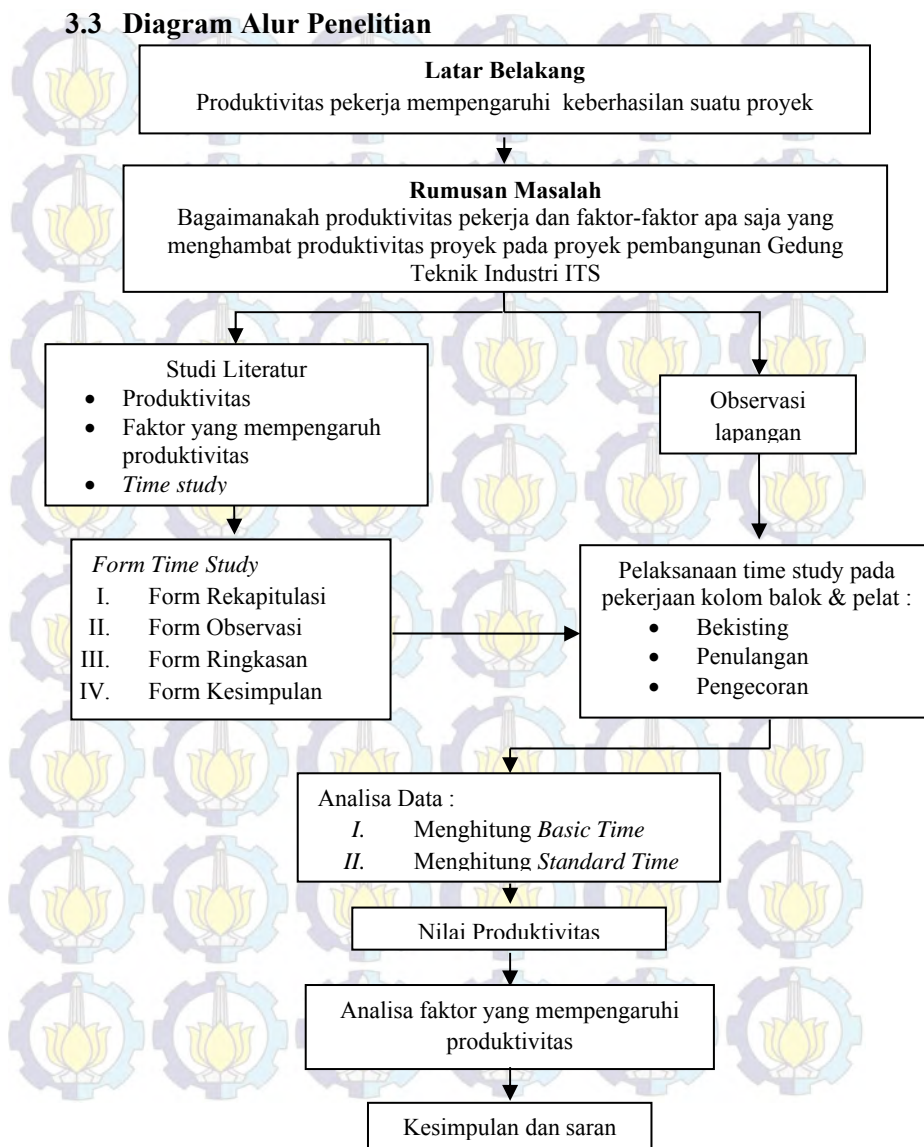 3.3 Diagram Alur Penelitian
Latar Belakang
Produktivitas pekerja mempengaruhi keberhasilan suatu proyek
Rumusan Masalah
Bagaimanakah produktivitas pekerja dan faktor-faktor apa saja yang
menghambat produktivitas proyek pada proyek pembangunan Gedung
Teknik Industri ITS
Studi Literatur
• Produktivitas
• Faktor yang mempengaruh
produktivitas
• Time study
Observasi
lapangan
Form Time Study
I. Form Rekapitulasi
II. Form Observasi
III. Form Ringkasan
IV. Form Kesimpulan
Pelaksanaan time study pada
pekerjaan kolom balok & pelat :
• Bekisting
• Penulangan
• Pengecoran
Analisa Data :
I. Menghitung Basic Time
II. Menghitung Standard Time
Nilai Produktivitas
Analisa faktor yang mempengaruhi
produktivitas
Kesimpulan dan saran